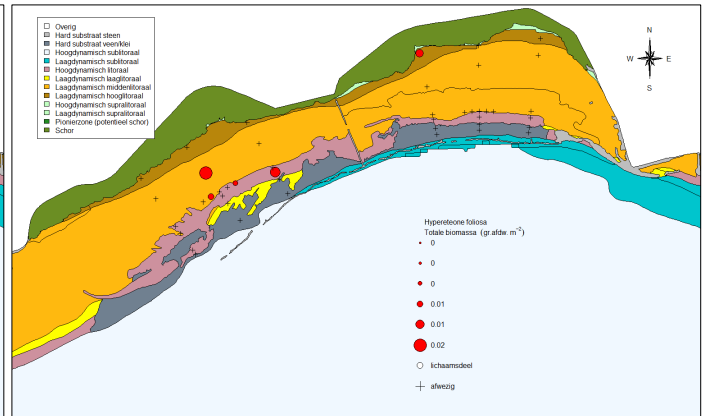 Overig
Hard substraat steen
Hard substraat veen/klei
Hoogdynamisch sublitoraal
Laagdynamisch sublitoraal
Hoogdynamisch litoraal
Laagdynamisch laaglitoraal
Laagdynamisch middenlitoraal
Laagdynamisch hooglitoraal
Hoogdynamisch supralitoraal
Laagdynamisch supralitoraal
Pionierzone (potentieel schor)
Schor
N
W E
S
Hypereteone foliosa
Totale biomassa (gr.afdw. m⁻²)
0
0
0
0.01
0.01
0.02
lichaamsdeel
afwezig